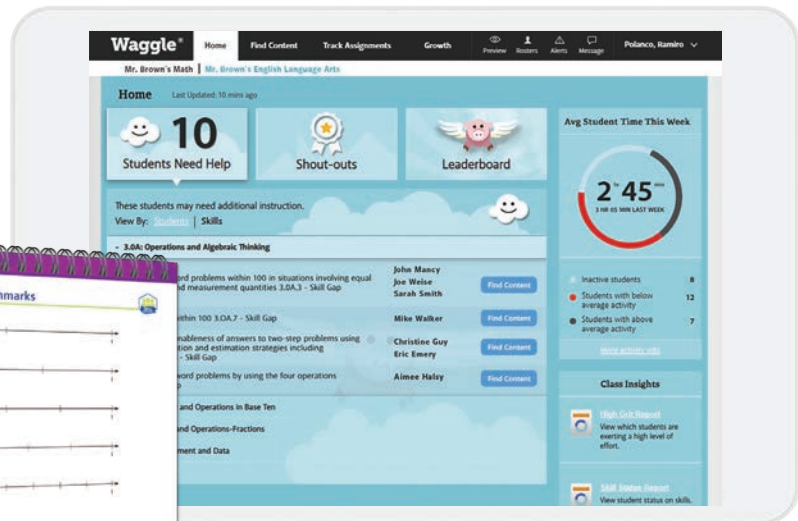 Waggle®
Home
Find Content
Track Assignments
Growth
Preview
Rosters
Alerts
Message
Polanco, Ramiro
Mr. Brown's Math | Mr. Brown's English Language Arts
Home
Last Updated: 10 mins ago
10
Students Need Help
Shout-outs
Leaderboard
These students may need additional instruction.
View By: Students | Skills
- 3.OA: Operations and Algebraic Thinking
word problems within 100 in situations involving equal
measurement quantities 3.OA.3 - Skill Gap
John Mancy
Joe Weise
Sarah Smith
Find Content
within 100 3.OA.7 - Skill Gap
Mike Walker
Find Content
of answers to two-step problems using
and estimation strategies including
- Skill Gap
Christine Guy
Eric Emery
Find Content
word problems by using the four operations
Aimee Halsy
Find Content
and Operations in Base Ten
and Operations-Fractions
and Data
Avg Student Time This Week
2 45
3 HR 05 MIN LAST WEEK
Inactive students 8
Students with below
average activity 12
Students with above
average activity 7
More activity info
Class Insights
High Grit Report
View which students are
exerting a high level of
effort.
Skill Status Report
View student status on skills.